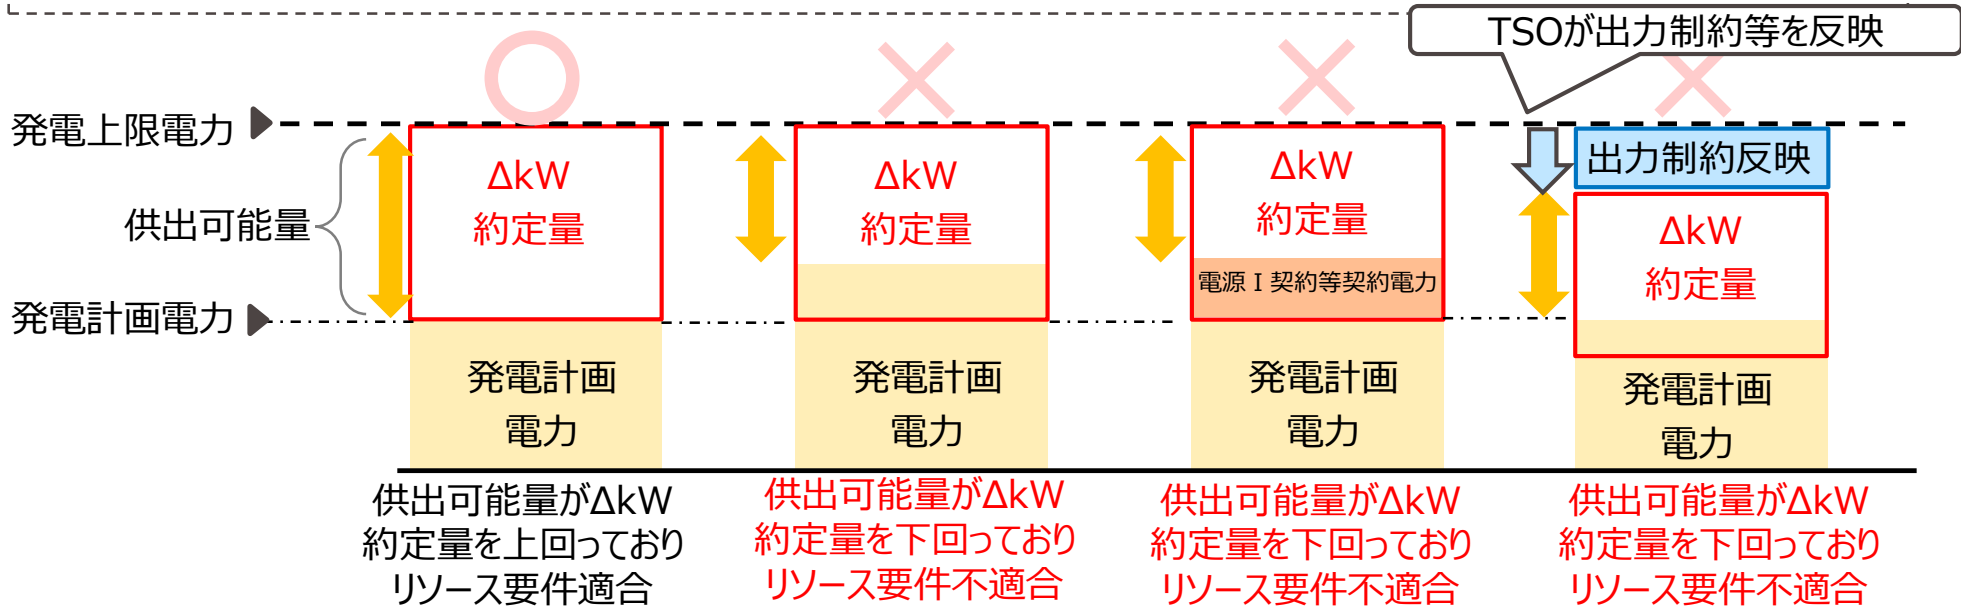 TSOが出力制約等を反映
発電上限電力
供出可能量
発電計画電力
ΔkW
約定量
発電計画
電力
供出可能量がΔkW
約定量を上回っており
リソース要件適合
ΔkW
約定量
発電計画
電力
供出可能量がΔkW
約定量を下回っており
リソース要件不適合
ΔkW
約定量
電源Ⅰ契約等契約電力
発電計画
電力
供出可能量がΔkW
約定量を下回っており
リソース要件不適合
出力制約反映
ΔkW
約定量
発電計画
電力
供出可能量がΔkW
約定量を下回っており
リソース要件不適合